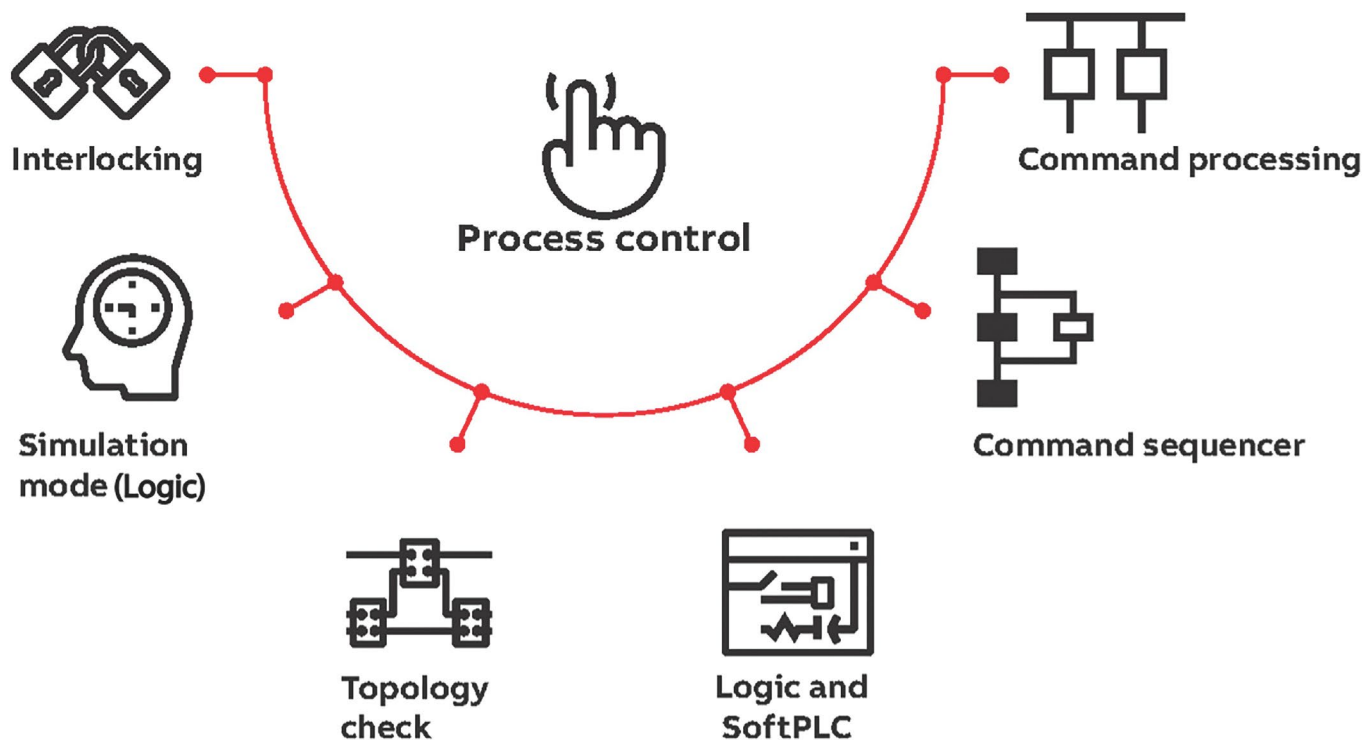 Interlocking
Process control
Command processing
Simulation
mode (Logic)
Command sequencer
Topology
check
Logic and
SoftPLC